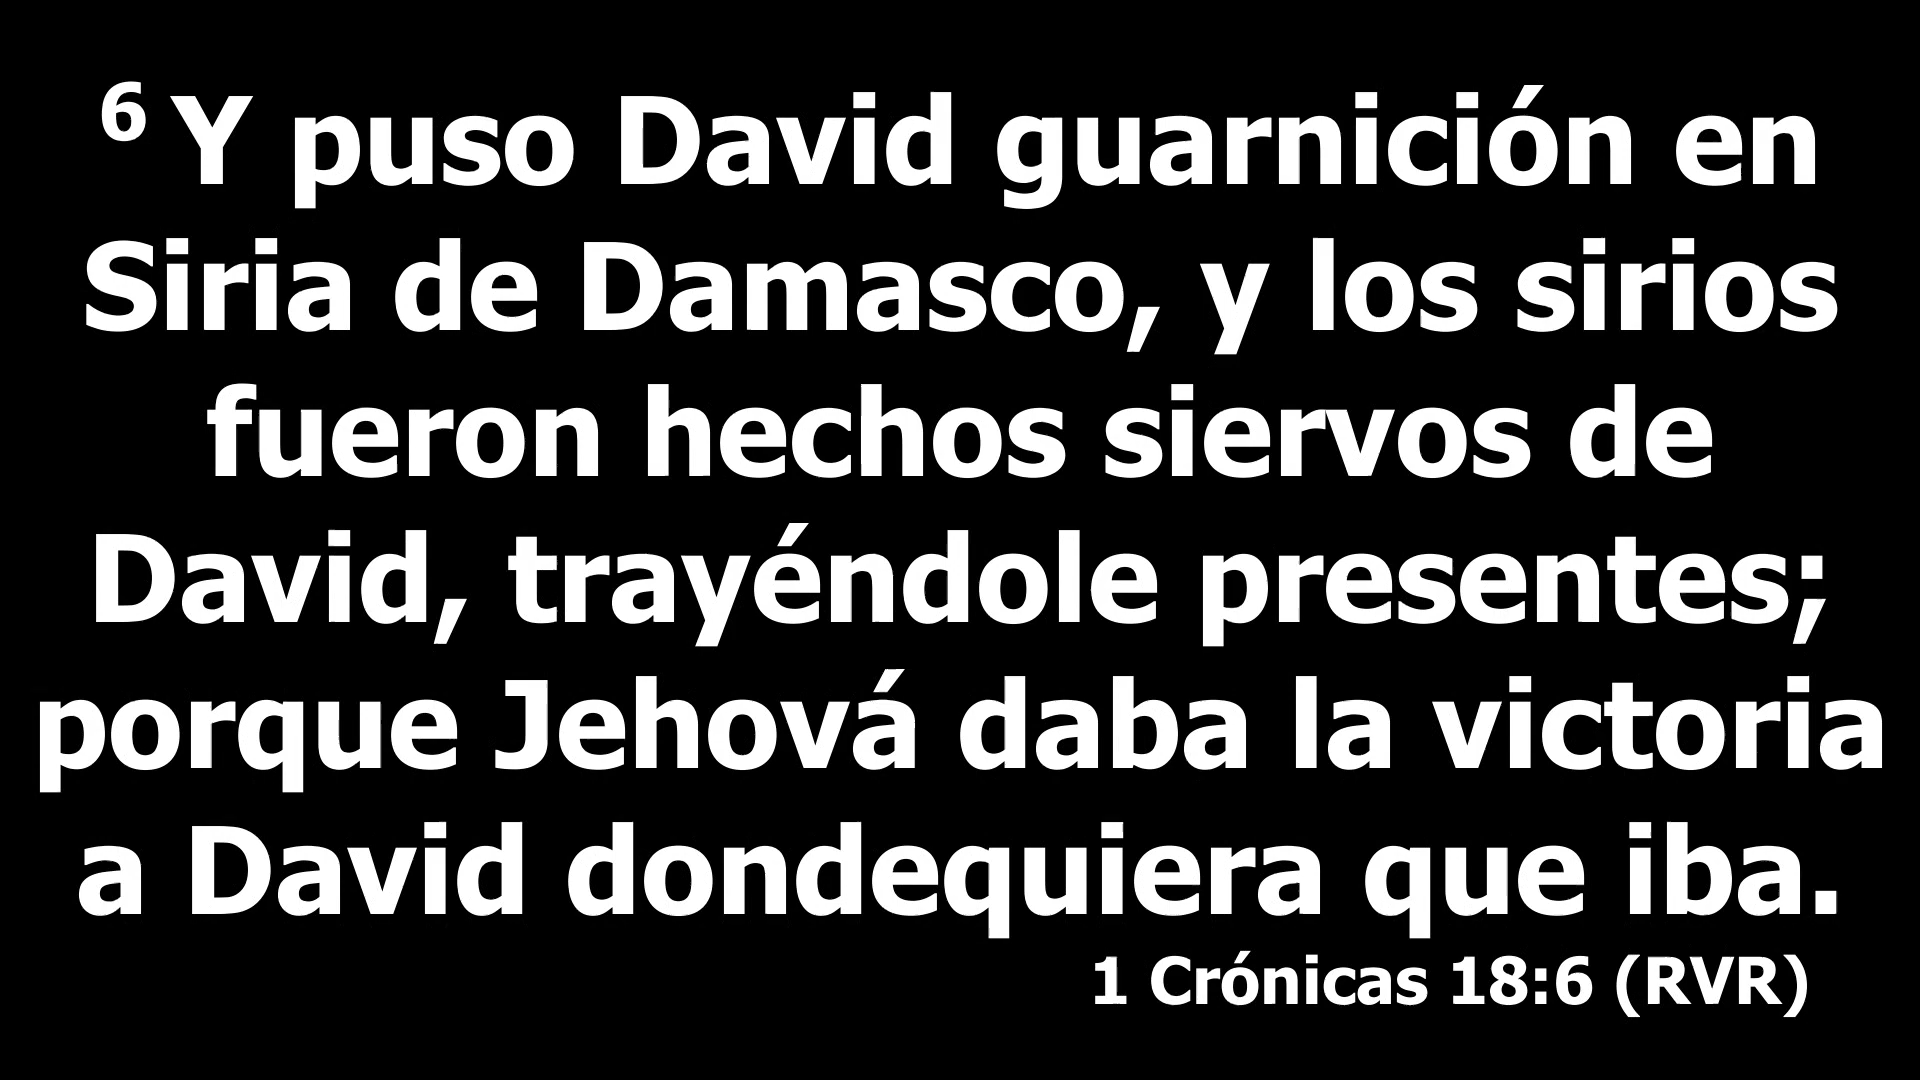 6 Y puso David guarnición en
Siria de Damasco, y los sirios
fueron hechos siervos de
David, trayéndole presentes;
porque Jehová daba la victoria
a David dondequiera que iba.
1 Crónicas 18:6 (RVR)